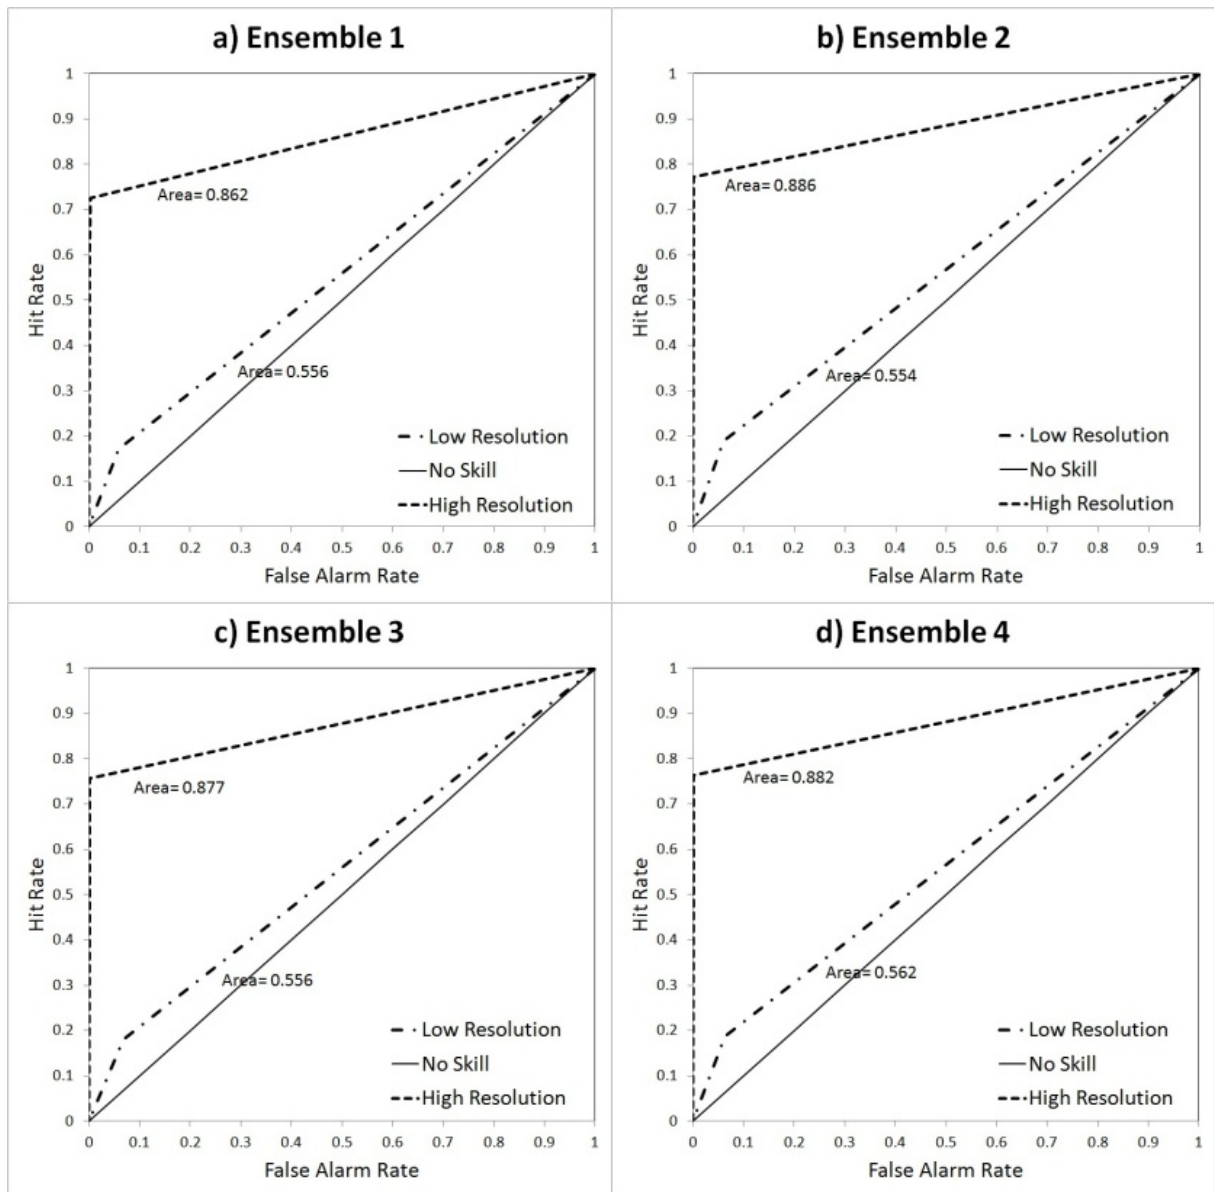 a) Ensemble 1
1
0.9
0.8
0.7
0.6
0.5
0.4
0.3
0.2
0.1
0
Hit Rate
Area= 0.862
Area= 0.556
Low Resolution
No Skill
High Resolution
0 0.1 0.2 0.3 0.4 0.5 0.6 0.7 0.8 0.9 1
False Alarm Rate
b) Ensemble 2
1
0.9
0.8
0.7
0.6
0.5
0.4
0.3
0.2
0.1
0
Hit Rate
Area= 0.886
Area= 0.554
Low Resolution
No Skill
High Resolution
0 0.1 0.2 0.3 0.4 0.5 0.6 0.7 0.8 0.9 1
False Alarm Rate
c) Ensemble 3
1
0.9
0.8
0.7
0.6
0.5
0.4
0.3
0.2
0.1
0
Hit Rate
Area= 0.877
Area= 0.556
Low Resolution
No Skill
High Resolution
0 0.1 0.2 0.3 0.4 0.5 0.6 0.7 0.8 0.9 1
False Alarm Rate
d) Ensemble 4
1
0.9
0.8
0.7
0.6
0.5
0.4
0.3
0.2
0.1
0
Hit Rate
Area= 0.882
Area= 0.562
Low Resolution
No Skill
High Resolution
0 0.1 0.2 0.3 0.4 0.5 0.6 0.7 0.8 0.9 1
False Alarm Rate